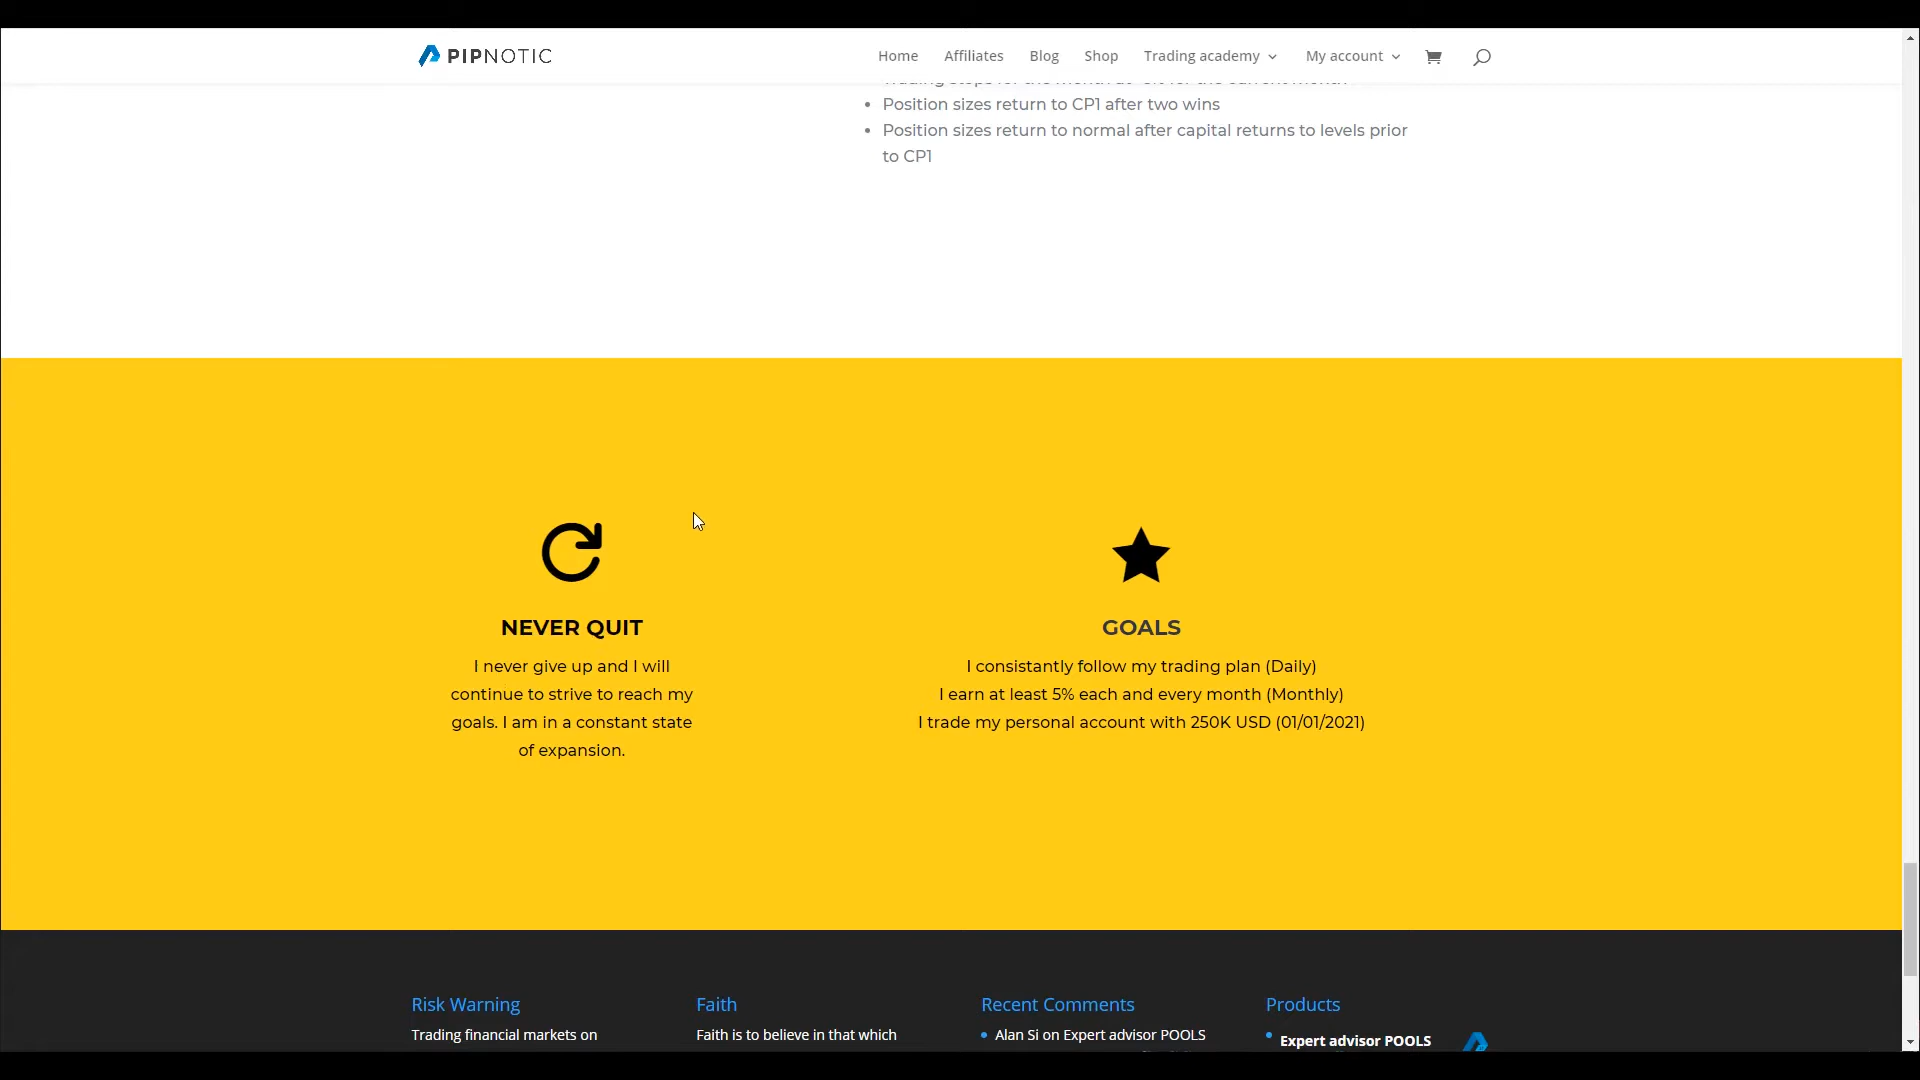 PIPNOTIC
Home Affiliates Blog Shop Trading academy My account
Position sizes return to CP1 after two wins
Position sizes return to normal after capital returns to levels prior
to CP1
NEVER QUIT
I never give up and I will
continue to strive to reach my
goals. I am in a constant state
of expansion.
GOALS
I consistantly follow my trading plan (Daily)
I earn at least 5% each and every month (Monthly)
I trade my personal account with 250K USD (01/01/2021)
Risk Warning
Trading financial markets on
Faith
Faith is to believe in that which
Recent Comments
Alan Si on Expert advisor POOLS
Products
Expert advisor POOLS